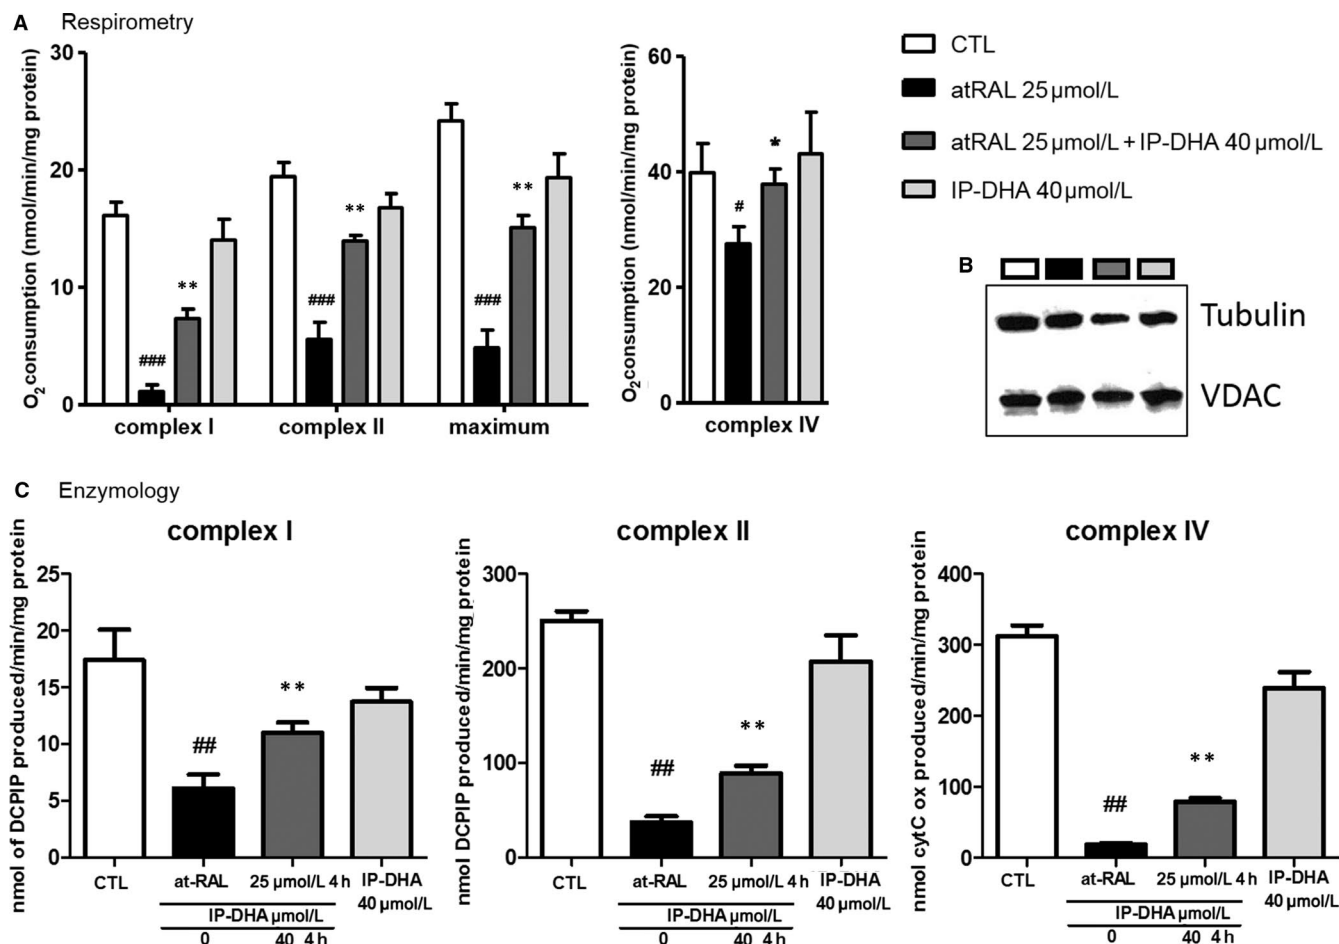 A Respirometry
O2 consumption (nmol/min/mg protein)
30
20
10
0
###
**
###
**
###
**
complex I
complex II
maximum
O2 consumption (nmol/min/mg protein)
60
40
20
0
#
*
complex IV
CTL
atRAL 25 µmol/L
atRAL 25 µmol/L + IP-DHA 40 µmol/L
IP-DHA 40 µmol/L
B
Tubulin
VDAC
C Enzymology
complex I
nmol of DCPIP produced/min/mg protein
25
20
15
10
5
0
##
**
CTL
at-RAL 25 µmol/L 4 h
IP-DHA 40 µmol/L
IP-DHA µmol/L
0 40 4 h
complex II
nmol DCPIP produced/min/mg protein
300
200
100
0
##
**
CTL
at-RAL 25 µmol/L 4 h
IP-DHA 40 µmol/L
IP-DHA µmol/L
0 40 4 h
complex IV
nmol cytC ox produced/min/mg protein
400
300
200
100
0
##
**
CTL
at-RAL 25 µmol/L 4 h
IP-DHA 40 µmol/L
IP-DHA µmol/L
0 40 4 h